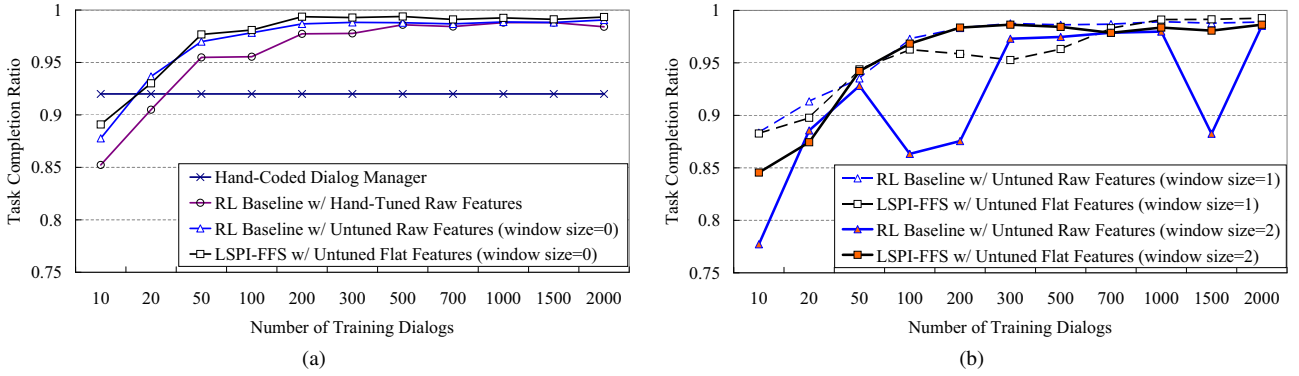 1
0.95
0.9
0.85
0.8
0.75
Task Completion Ratio
Hand-Coded Dialog Manager
RL Baseline w/ Hand-Tuned Raw Features
RL Baseline w/ Untuned Raw Features (window size=0)
LSPI-FFS w/ Untuned Flat Features (window size=0)
10 20 50 100 200 300 500 700 1000 1500 2000
Number of Training Dialogs
(a)
1
0.95
0.9
0.85
0.8
0.75
Task Completion Ratio
RL Baseline w/ Untuned Raw Features (window size=1)
LSPI-FFS w/ Untuned Flat Features (window size=1)
RL Baseline w/ Untuned Raw Features (window size=2)
LSPI-FFS w/ Untuned Flat Features (window size=2)
10 20 50 100 200 300 500 700 1000 1500 2000
Number of Training Dialogs
(b)